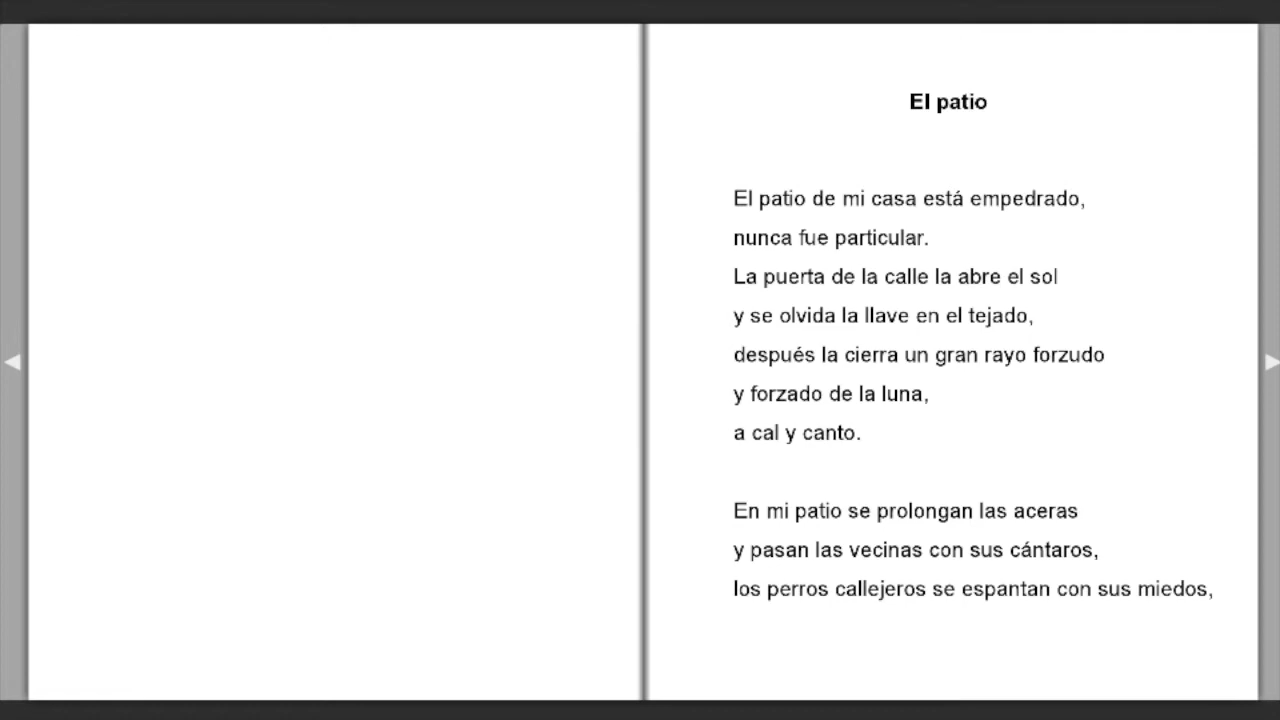 El patio
El patio de mi casa está empedrado,
nunca fue particular.
La puerta de la calle la abre el sol
y se olvida la llave en el tejado,
después la cierra un gran rayo forzudo
y forzado de la luna,
a cal y canto.
En mi patio se prolongan las aceras
y pasan las vecinas con sus cántaros,
los perros callejeros se espantan con sus miedos,